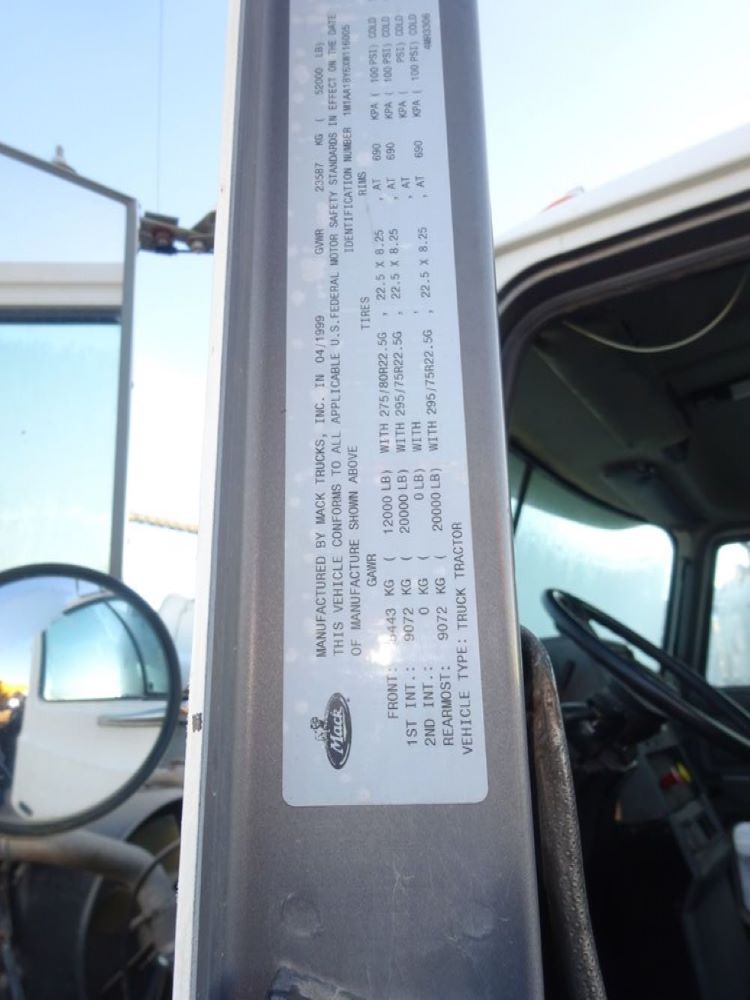 Mack
MANUFACTURED BY MACK TRUCKS, INC. IN 04/1999 GVWR 23587 KG ( 52000 LB)
THIS VEHICLE CONFORMS TO ALL APPLICABLE U.S.FEDERAL MOTOR SAFETY STANDARDS IN EFFECT ON THE DATE
OF MANUFACTURE SHOWN ABOVE IDENTIFICATION NUMBER 1M1AA18Y6XW116005
GAWR TIRES RIMS
FRONT: KG ( 12000 LB) WITH 275/80R22.5G , 22.5 X 8.25 , AT 690 KPA ( 100 PSI) COLD
1ST INT.: 9072 KG ( 20000 LB) WITH 295/75R22.5G , 22.5 X 8.25 , AT 690 KPA ( 100 PSI) COLD
2ND INT.: 0 KG ( 0 LB) WITH , , AT KPA ( PSI) COLD
REARMOST: 9072 KG ( 20000 LB) WITH 295/75R22.5G , 22.5 X 8.25 , AT 690 KPA ( 100 PSI) COLD
VEHICLE TYPE: TRUCK TRACTOR